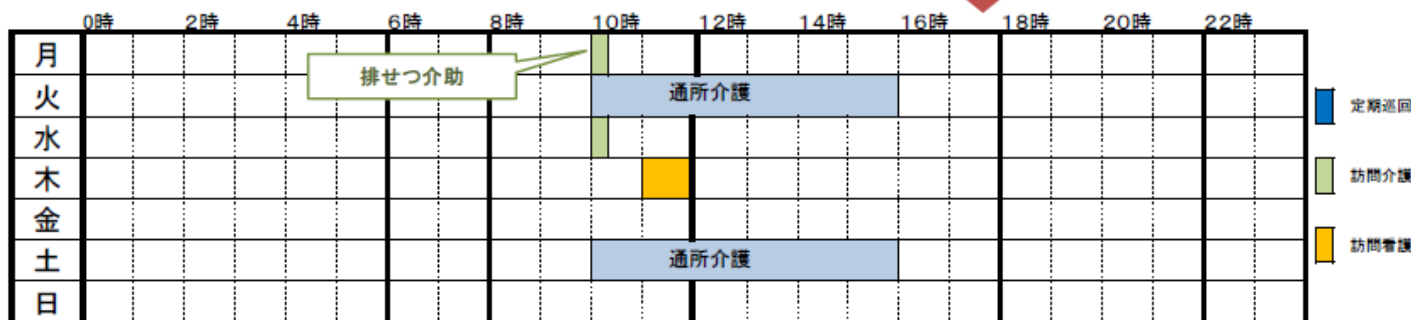 0時 2時 4時 6時 8時 10時 12時 14時 16時 18時 20時 22時
月
排せつ介助
火 通所介護
定期巡回
水
木
訪問介護
金
土 通所介護
訪問看護
日